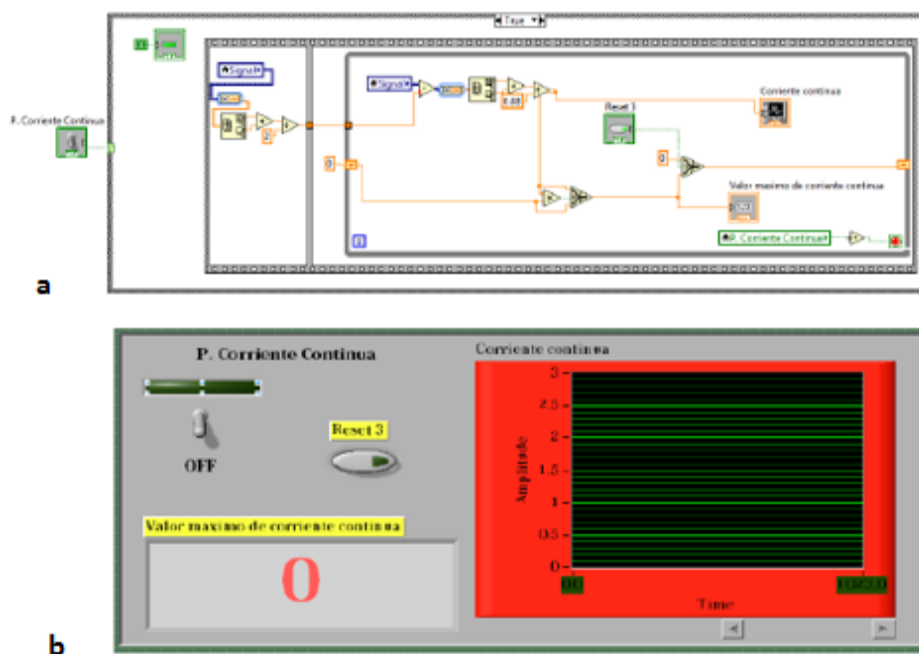 True
Signal
Signal
P. Corriente Continua
Corriente continua
Reset 3
0
0
Valor maximo de corriente continua
P. Corriente Continua
i
a
P. Corriente Continua
Corriente continua
Reset 3
OFF
Valor maximo de corriente continua
0
Amplitude
3
2.5
2
1.5
1
0.5
0
1023.0
Time
b